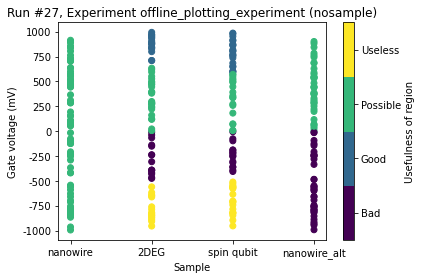 Run #27, Experiment offline_plotting_experiment (nosample)
Gate voltage (mV)
1000
750
500
250
0
-250
-500
-750
-1000
nanowire
2DEG
spin qubit
nanowire_alt
Sample
Useless
Possible
Good
Bad
Usefulness of region